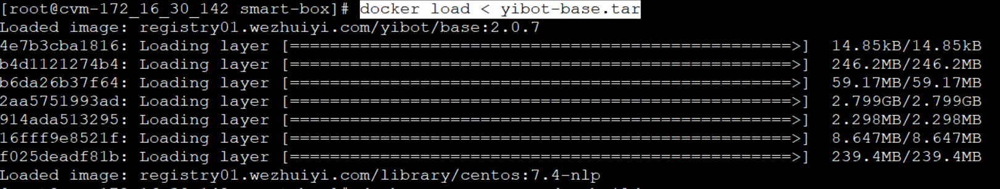 [root@cvm-172_16_30_142 smart-box]# docker load < yibot-base.tar
Loaded image: registry01.wezhuiyi.com/yibot/base:2.0.7
4e7b3cba1816: Loading layer [==================================================>]  14.85kB/14.85kB
b4d1121274b4: Loading layer [==================================================>]  246.2MB/246.2MB
b6da26b37f64: Loading layer [==================================================>]  59.17MB/59.17MB
2aa5751993ad: Loading layer [==================================================>]  2.799GB/2.799GB
914ada513295: Loading layer [==================================================>]  2.298MB/2.298MB
16fff9e8521f: Loading layer [==================================================>]  8.647MB/8.647MB
f025deadf81b: Loading layer [==================================================>]  239.4MB/239.4MB
Loaded image: registry01.wezhuiyi.com/library/centos:7.4-nlp